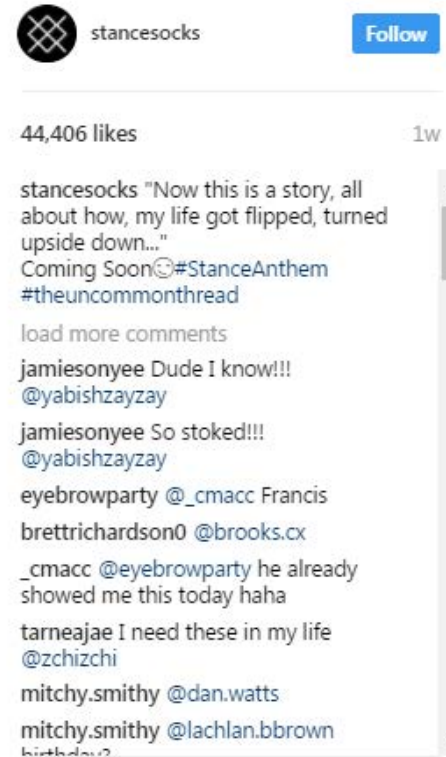 stancesocks
Follow
44,406 likes
1w
stancesocks "Now this is a story, all
about how, my life got flipped, turned
upside down..."
Coming Soon😉#StanceAnthem
#theuncommonthread
load more comments
jamiesonyee Dude I know!!!
@yabishzayzay
jamiesonyee So stoked!!!
@yabishzayzay
eyebrowparty @_cmacc Francis
brettrichardson0 @brooks.cx
_cmacc @eyebrowparty he already
showed me this today haha
tarneajae I need these in my life
@zchizchi
mitchy.smithy @dan.watts
mitchy.smithy @lachlan.bbrown
birthday?